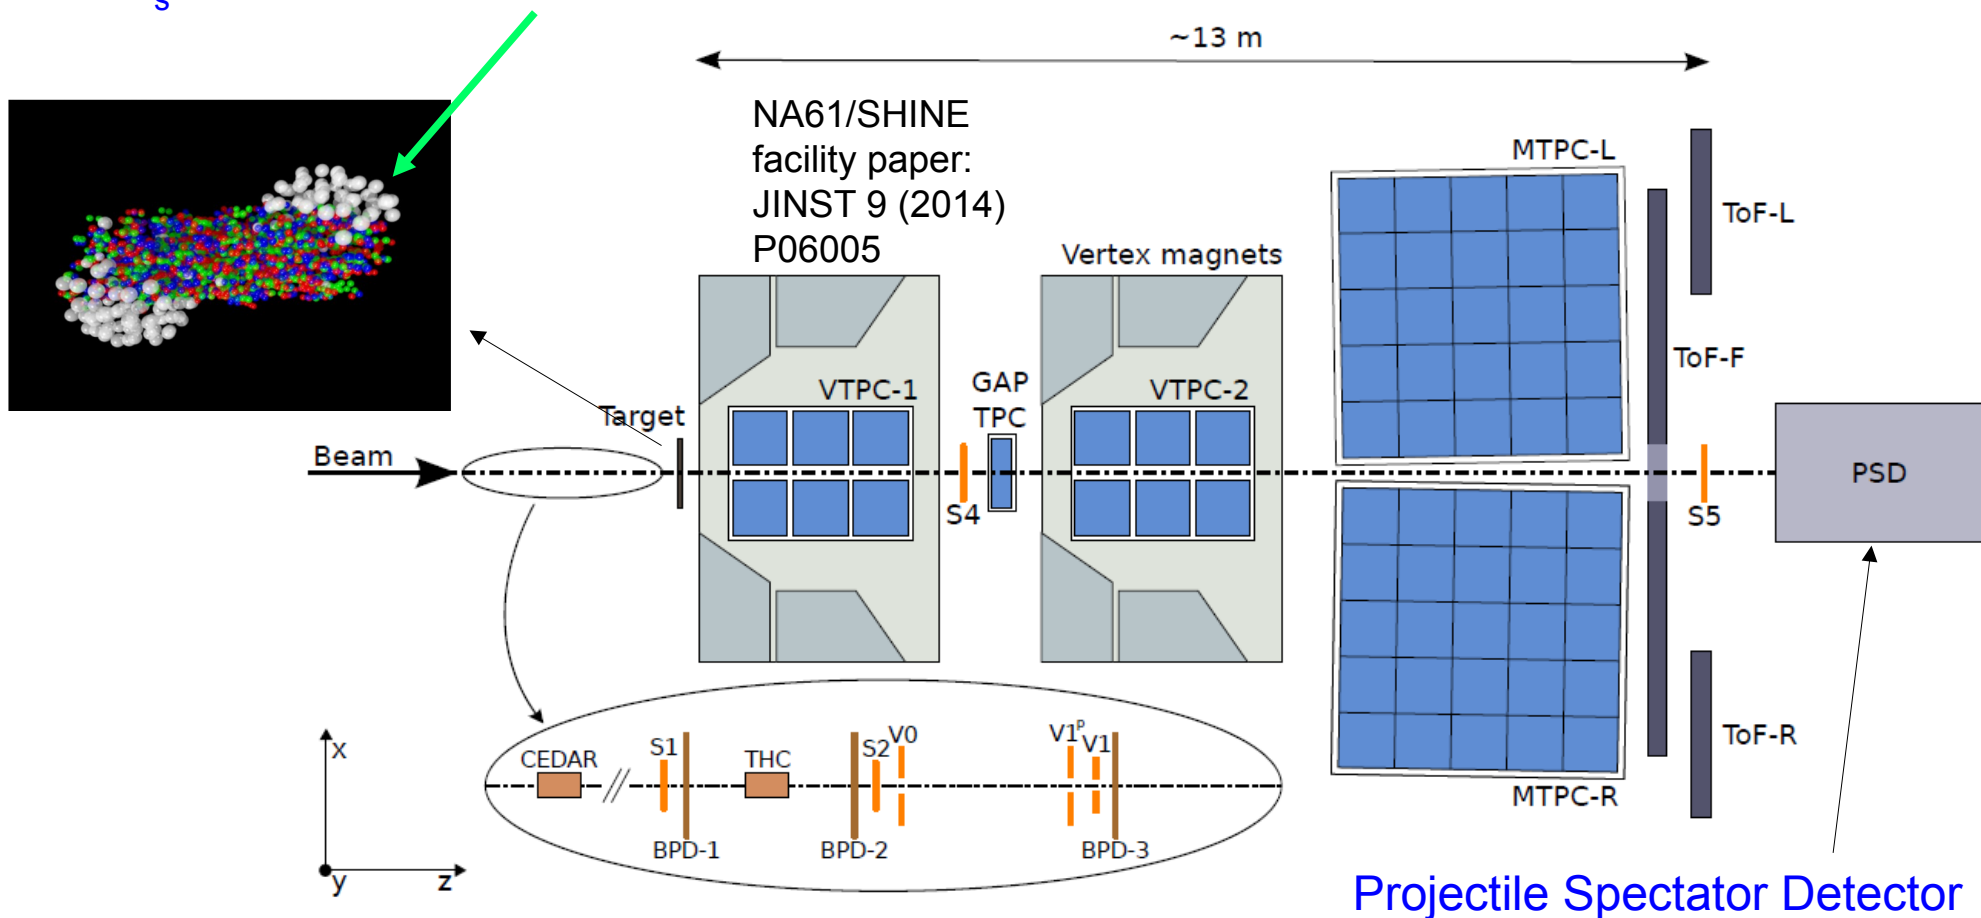 s
~13 m
NA61/SHINE
facility paper:
JINST 9 (2014)
P06005
MTPC-L
ToF-L
Vertex magnets
ToF-F
VTPC-1
GAP
TPC
VTPC-2
Target
Beam
S4
S5
PSD
x
y
z
CEDAR
S1
THC
S2
V0
V1P
V1
BPD-1
BPD-2
BPD-3
ToF-R
MTPC-R
Projectile Spectator Detector